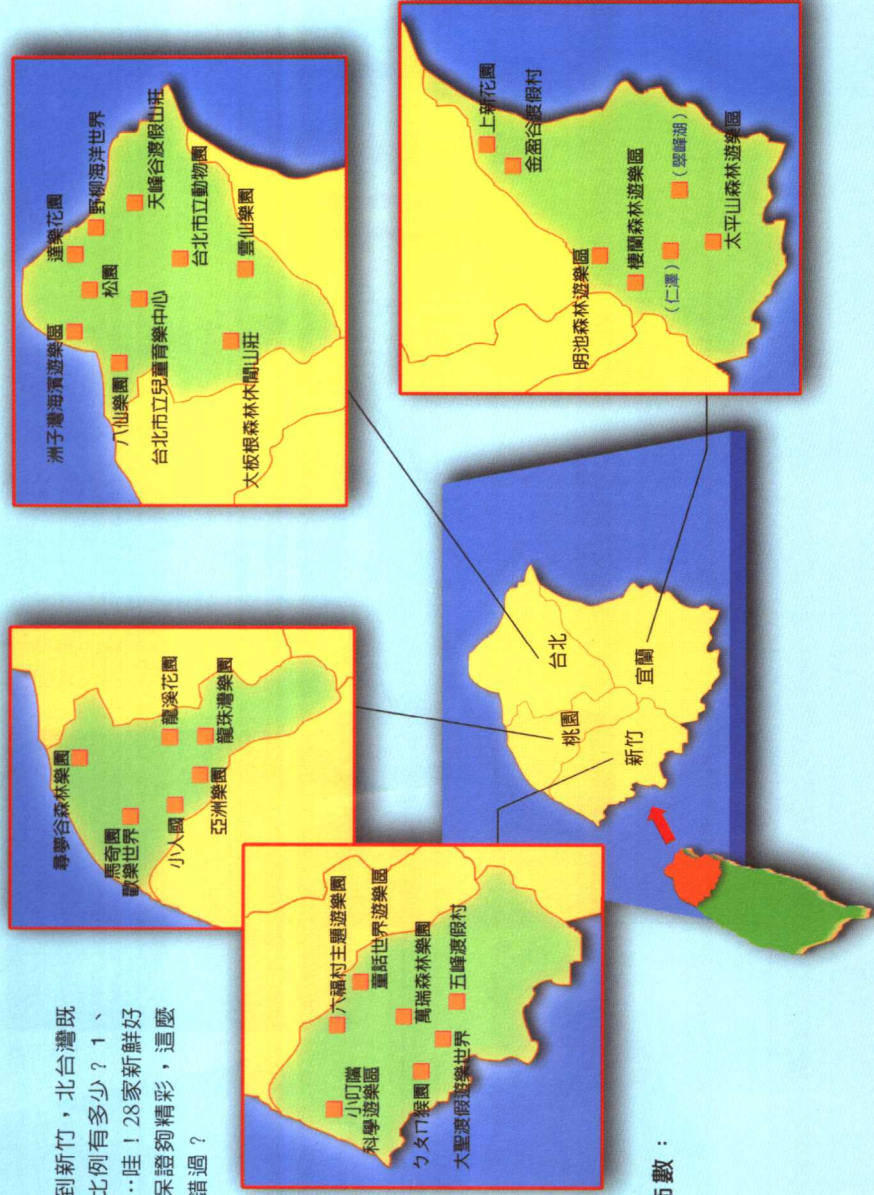 到新竹，北台灣既
比例有多少？1、
‥哇！28家新鮮好
保證夠精彩，這麼
錯過？
尋夢谷森林樂園
馬奇園
歡樂世界
小人國
龍溪花園
龍珠灣樂園
亞洲樂園
洲子灣海濱遊樂區
達樂花園
松園
野柳海洋世界
八仙樂園
天峰谷渡假山莊
台北市立兒童育樂中心
台北市立動物園
雲仙樂園
大板根森林休閒山莊
六福村主題遊樂園
童話世界遊樂區
小叮噹
科學遊樂區
萬瑞森林樂園
ㄅㄆㄇ猴園
五峰渡假村
大聖渡假遊樂世界
上新花園
金盈谷渡假村
明池森林遊樂區
棲蘭森林遊樂區
（仁澤）
（翠峰湖）
太平山森林遊樂區
台北
桃園
新竹
宜蘭
數：